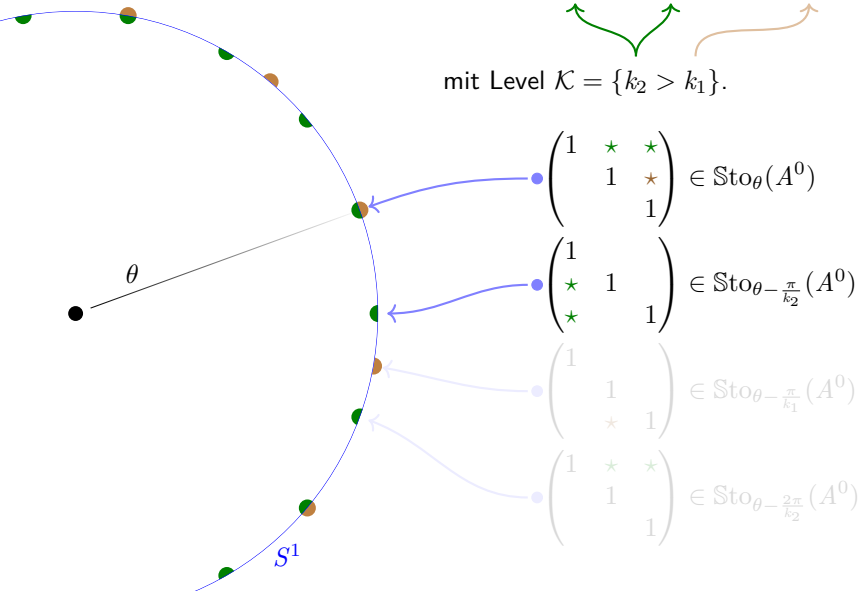 mit Level 𝒦 = {k₂ > k₁}.
θ
S¹
1 ⋆ ⋆
1 ⋆ ∈ 𝕊to_θ(A⁰)
1
1
⋆ 1 ∈ 𝕊to_{θ−π/k₂}(A⁰)
⋆ 1
1
1 ∈ 𝕊to_{θ−π/k₁}(A⁰)
⋆ 1
1 ⋆ ⋆
1 ∈ 𝕊to_{θ−2π/k₂}(A⁰)
1